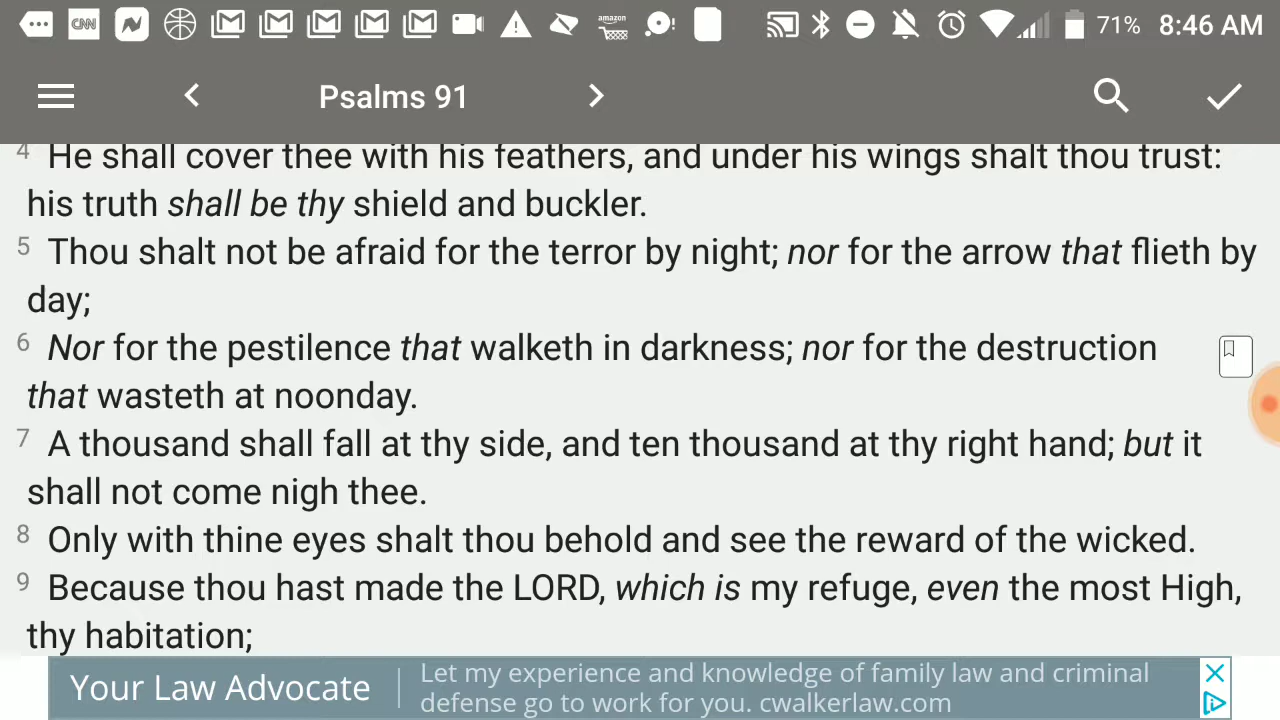 CNN amazon 71% 8:46 AM
Psalms 91
4 He shall cover thee with his feathers, and under his wings shalt thou trust:
his truth shall be thy shield and buckler.
5 Thou shalt not be afraid for the terror by night; nor for the arrow that flieth by
day;
6 Nor for the pestilence that walketh in darkness; nor for the destruction
that wasteth at noonday.
7 A thousand shall fall at thy side, and ten thousand at thy right hand; but it
shall not come nigh thee.
8 Only with thine eyes shalt thou behold and see the reward of the wicked.
9 Because thou hast made the LORD, which is my refuge, even the most High,
thy habitation;
Your Law Advocate
Let my experience and knowledge of family law and criminal
defense go to work for you. cwalkerlaw.com